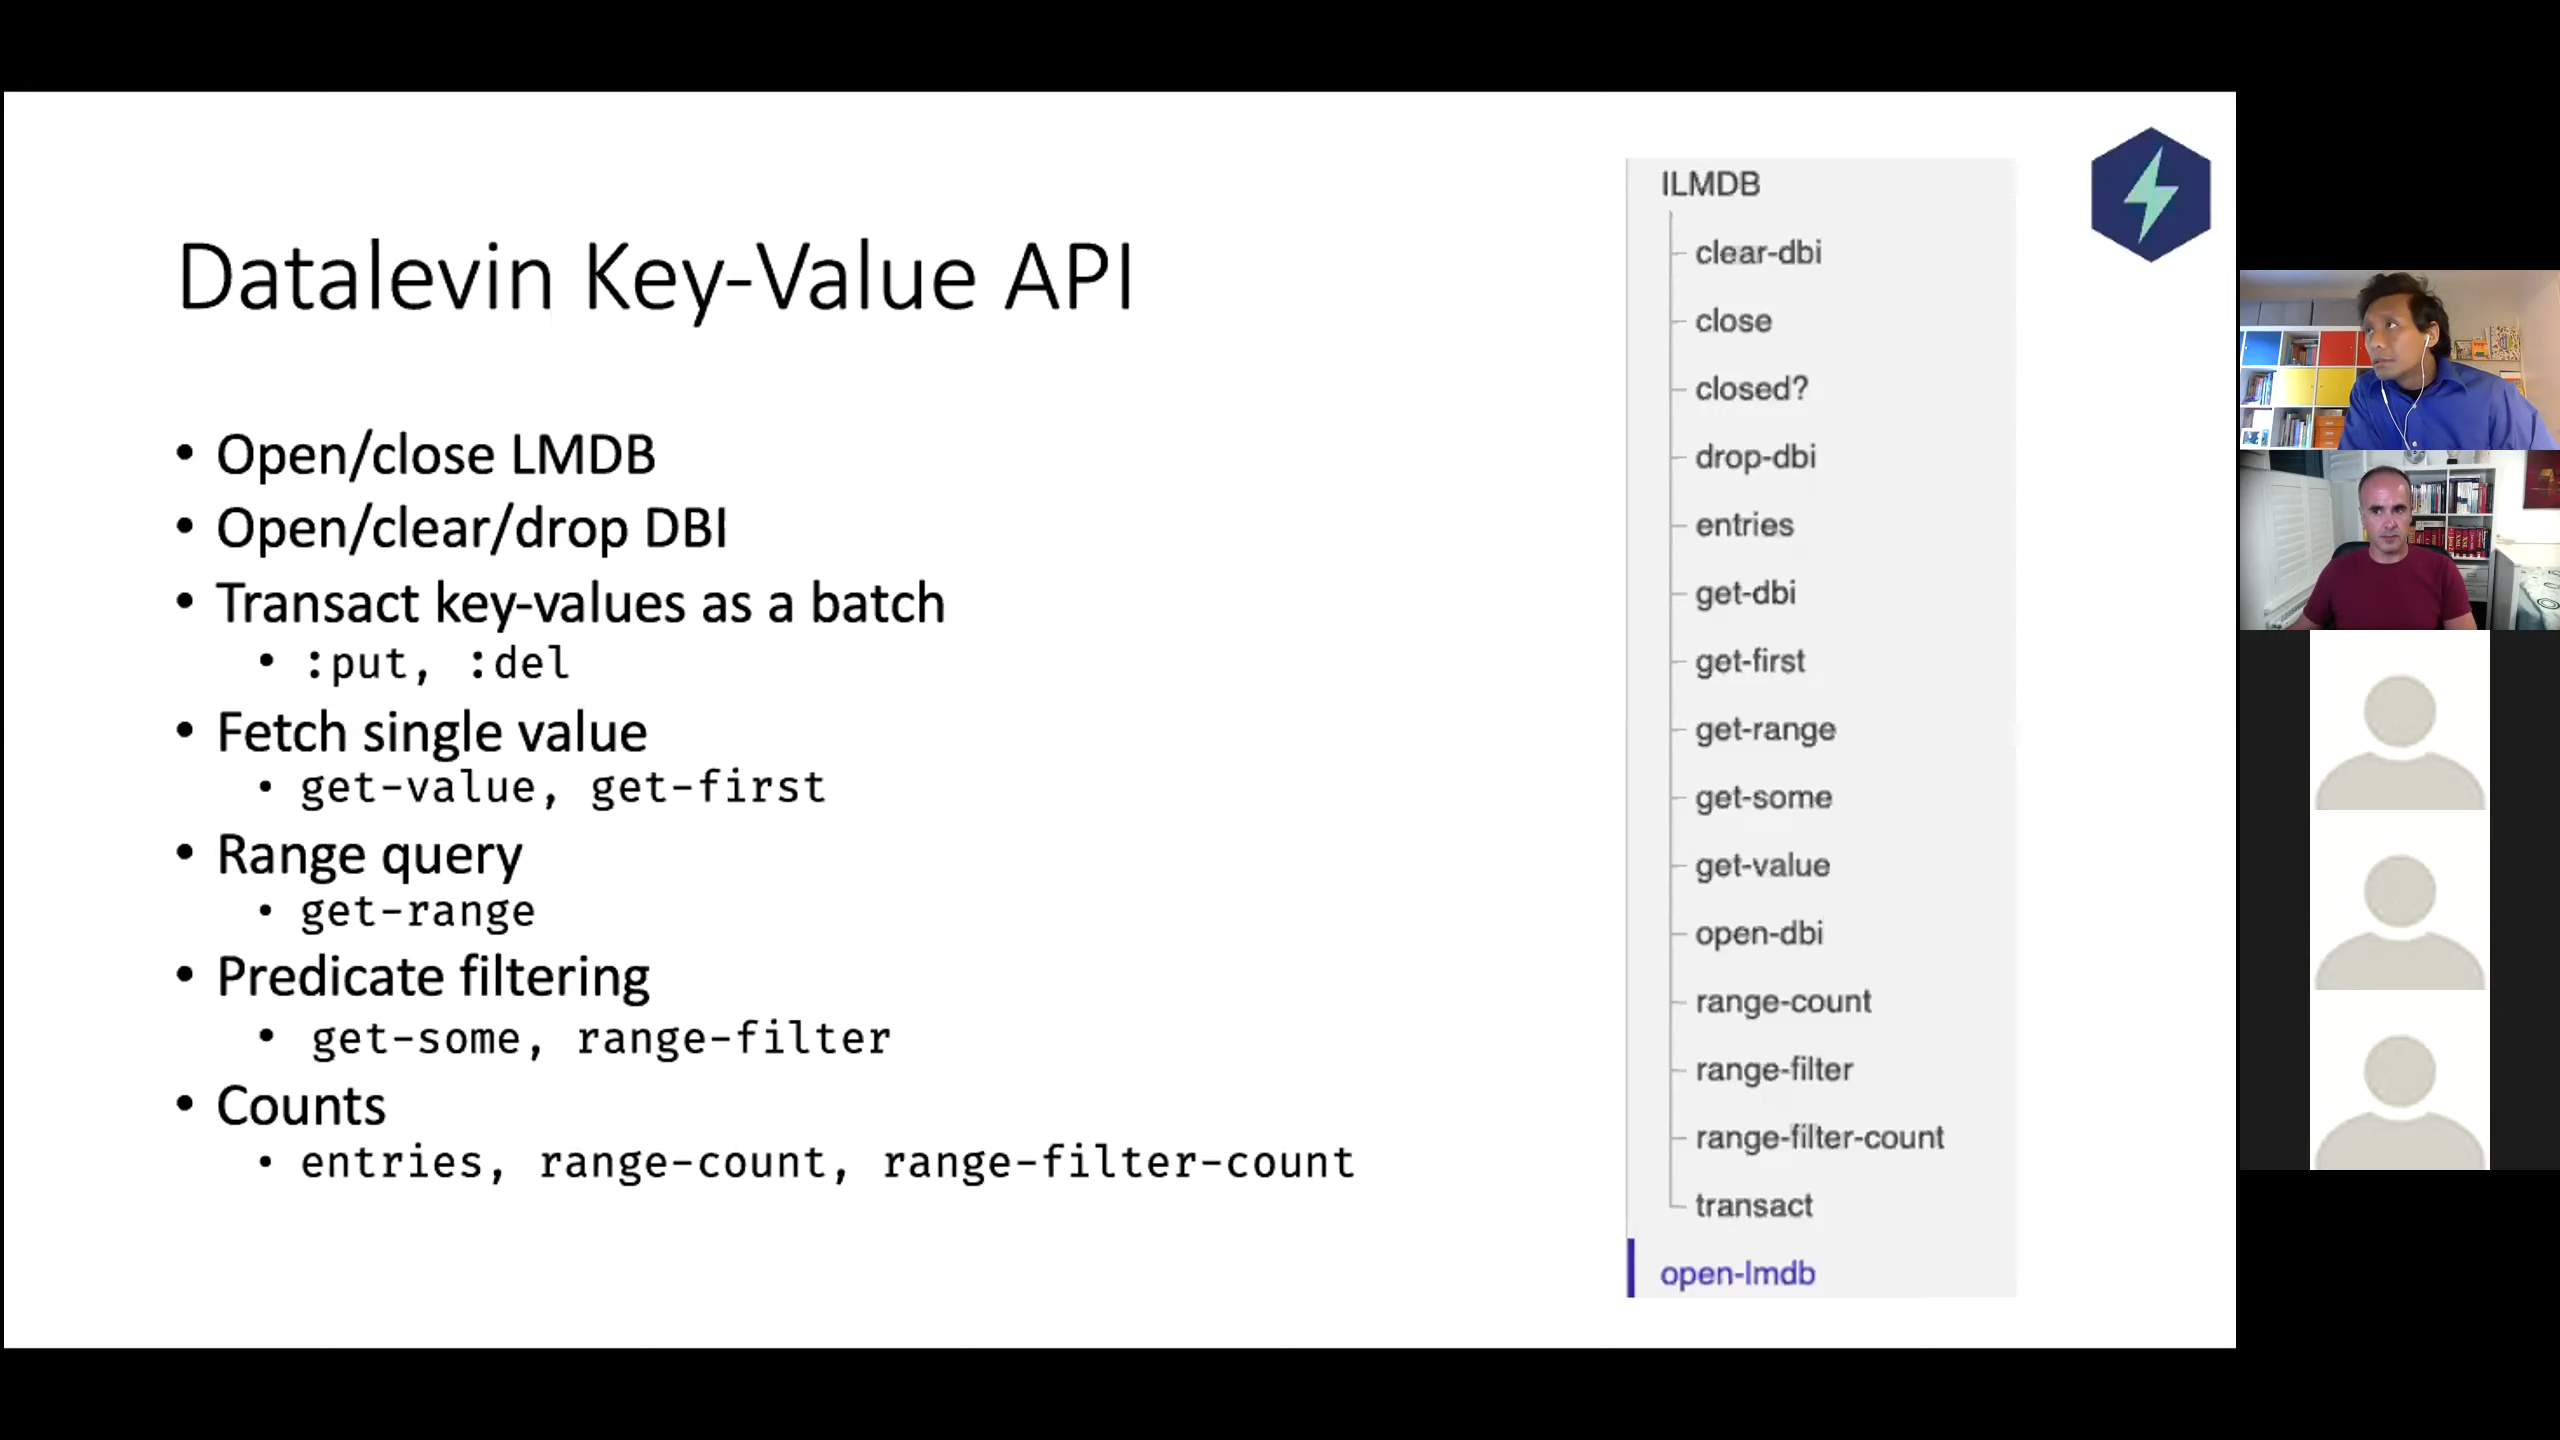 Datalevin Key-Value API
• Open/close LMDB
• Open/clear/drop DBI
• Transact key-values as a batch
• :put, :del
• Fetch single value
• get-value, get-first
• Range query
• get-range
• Predicate filtering
• get-some, range-filter
• Counts
• entries, range-count, range-filter-count
ILMDB
clear-dbi
close
closed?
drop-dbi
entries
get-dbi
get-first
get-range
get-some
get-value
open-dbi
range-count
range-filter
range-filter-count
transact
open-lmdb